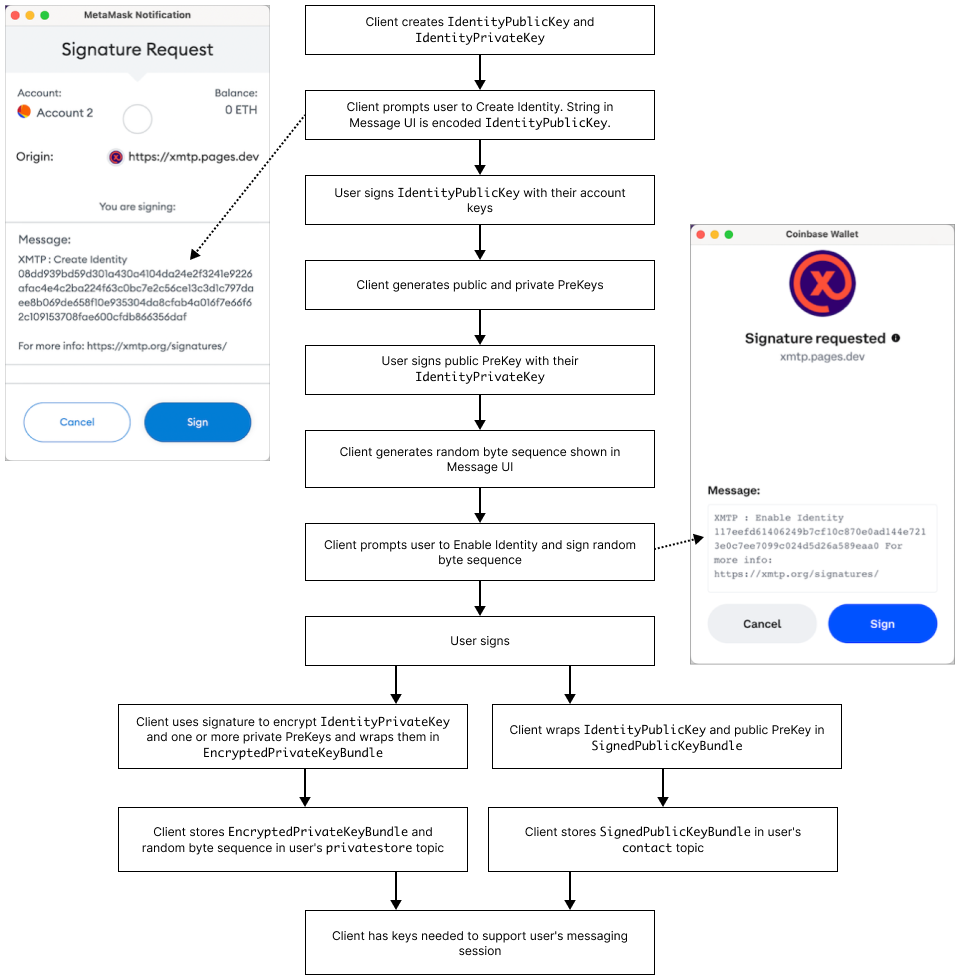 MetaMask Notification
Signature Request
Account:
Balance:
Account 2
0 ETH
Origin:
https://xmtp.pages.dev
You are signing:
Message:
XMTP : Create Identity
08dd939bd59d301a430a4104da24e2f3241e9226
afac4e4c2ba224f63c0bc7e2c56ce13c3d1c797da
ee8b069de658f10e935304da8cfab4a016f7e66f6
2c109153708fae600cfdb866356daf
For more info: https://xmtp.org/signatures/
Cancel
Sign
Client creates IdentityPublicKey and
IdentityPrivateKey
Client prompts user to Create Identity. String in
Message UI is encoded IdentityPublicKey.
User signs IdentityPublicKey with their account
keys
Client generates public and private PreKeys
User signs public PreKey with their
IdentityPrivateKey
Client generates random byte sequence shown in
Message UI
Client prompts user to Enable Identity and sign random
byte sequence
User signs
Coinbase Wallet
Signature requested
xmtp.pages.dev
Message:
XMTP : Enable Identity
117eefd61406249b7cf10c870e0ad144e721
3e0c7ee7099c024d5d26a589eaa0 For
more info:
https://xmtp.org/signatures/
Cancel
Sign
Client uses signature to encrypt IdentityPrivateKey
and one or more private PreKeys and wraps them in
EncryptedPrivateKeyBundle
Client wraps IdentityPublicKey and public PreKey in
SignedPublicKeyBundle
Client stores EncryptedPrivateKeyBundle and
random byte sequence in user's privatestore topic
Client stores SignedPublicKeyBundle in user's
contact topic
Client has keys needed to support user's messaging
session